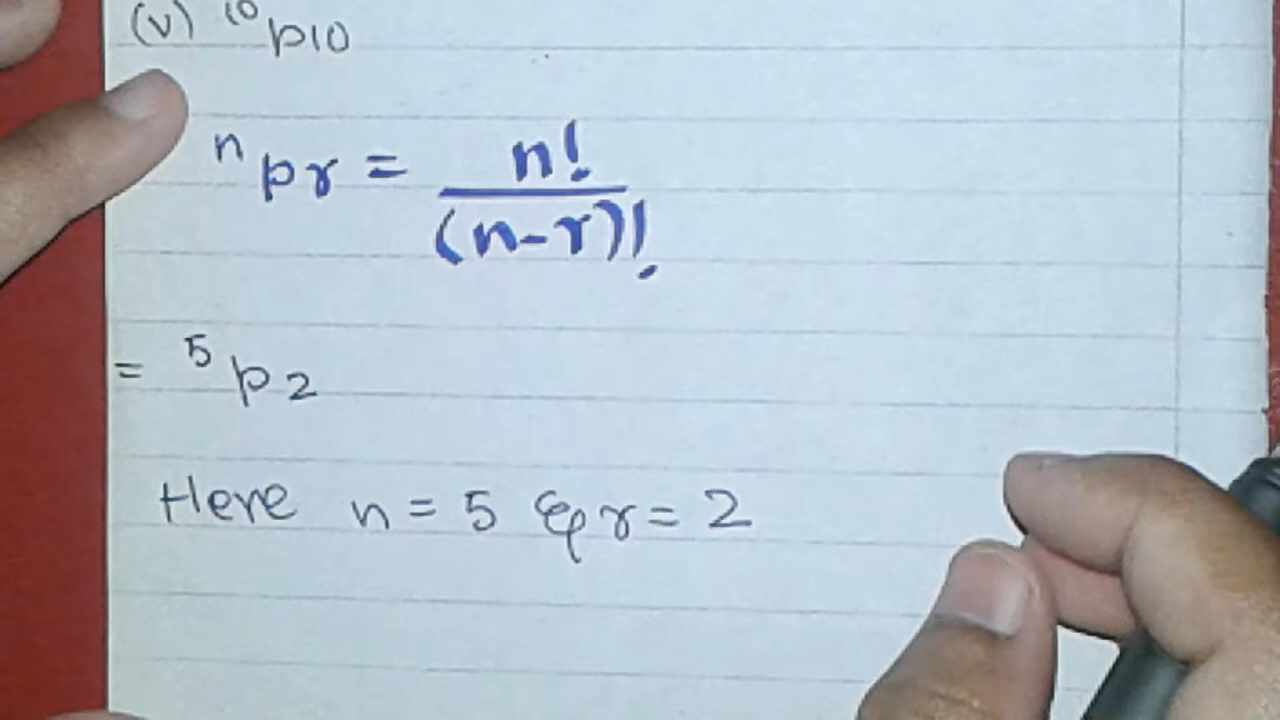 (v) ¹⁰p10
ⁿpr = n!/(n-r)!
= ⁵p2
Here n = 5 & r = 2